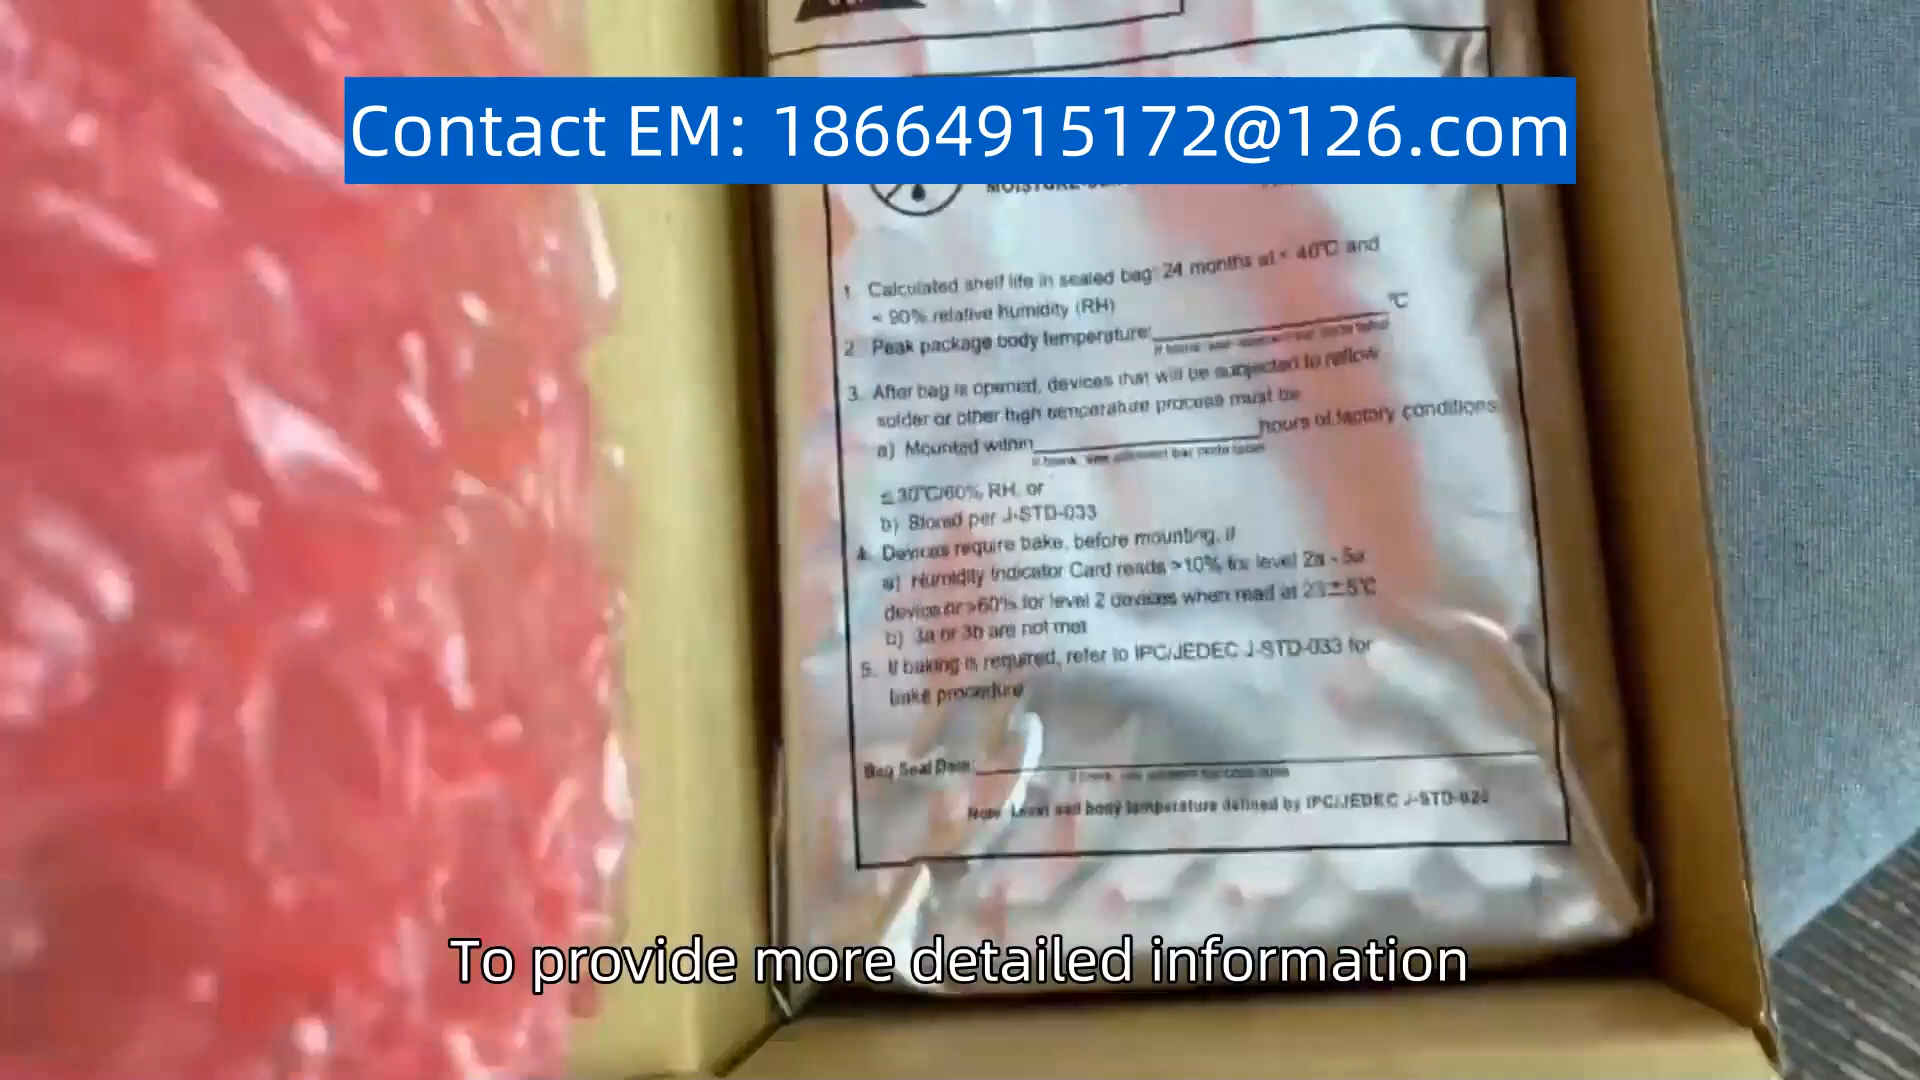 Contact EM: 18664915172@126.com
1. Calculated shelf life in sealed bag: 24 months at < 40°C and
< 90% relative humidity (RH)
2. Peak package body temperature: °C
3. After bag is opened, devices that will be subjected to reflow
solder or other high temperature process must be
a) Mounted within hours of factory conditions
≤ 30°C/60% RH, or
b) Stored per J-STD-033
4. Devices require bake, before mounting, if
a) Humidity Indicator Card reads >10% for level 2a - 5a
device or >60% for level 2 devices when read at 23±5°C
b) 3a or 3b are not met
5. If baking is required, refer to IPC/JEDEC J-STD-033 for
bake procedure
Bag Seal Date:
Note: Level and body temperature defined by IPC/JEDEC J-STD-020
To provide more detailed information